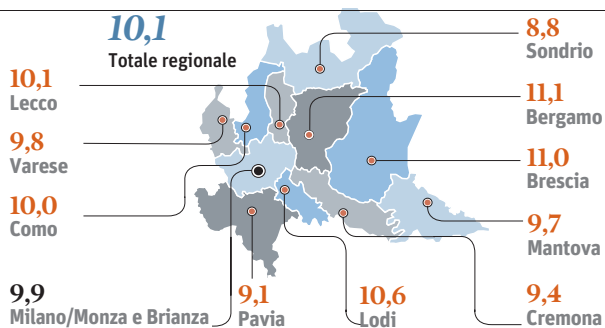 10,1
Totale regionale
8,8
Sondrio
10,1
Lecco
11,1
Bergamo
9,8
Varese
11,0
Brescia
10,0
Como
9,7
Mantova
9,9
Milano/Monza e Brianza
9,1
Pavia
10,6
Lodi
9,4
Cremona